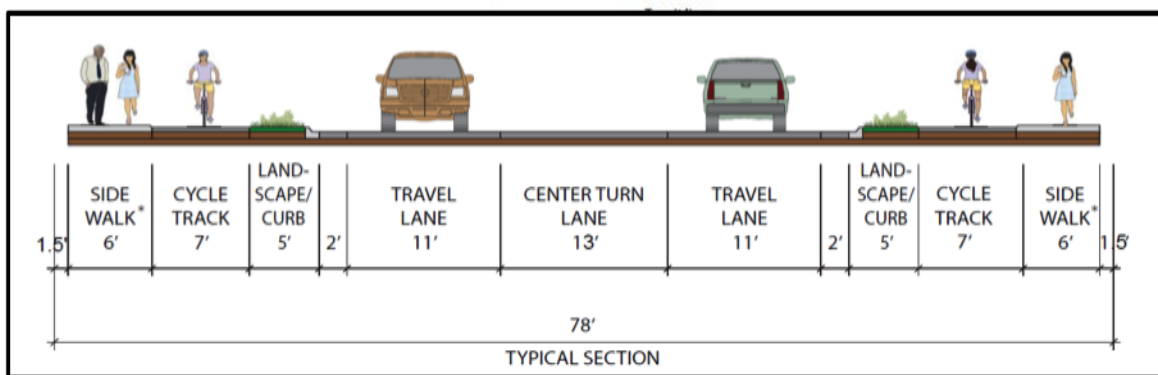 1.5'
SIDE
WALK*
6'
CYCLE
TRACK
7'
LAND-
SCAPE/
CURB
5'
2'
TRAVEL
LANE
11'
CENTER TURN
LANE
13'
TRAVEL
LANE
11'
2'
LAND-
SCAPE/
CURB
5'
CYCLE
TRACK
7'
SIDE
WALK*
6'
1.5'
78'
TYPICAL SECTION